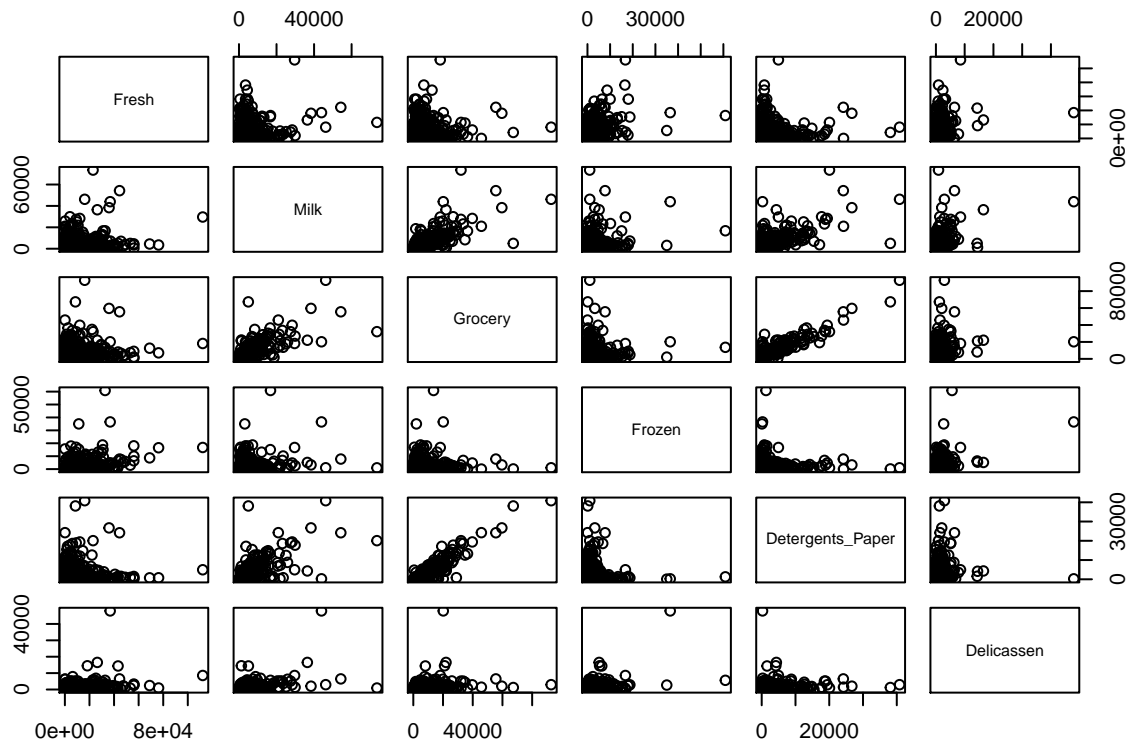 0 40000 0 30000 0 20000
Fresh
0e+00
0 60000
Milk
Grocery
0 80000
0 50000
Frozen
Detergents_Paper
0 30000
0 40000
Delicassen
0e+00 8e+04 0 40000 0 20000